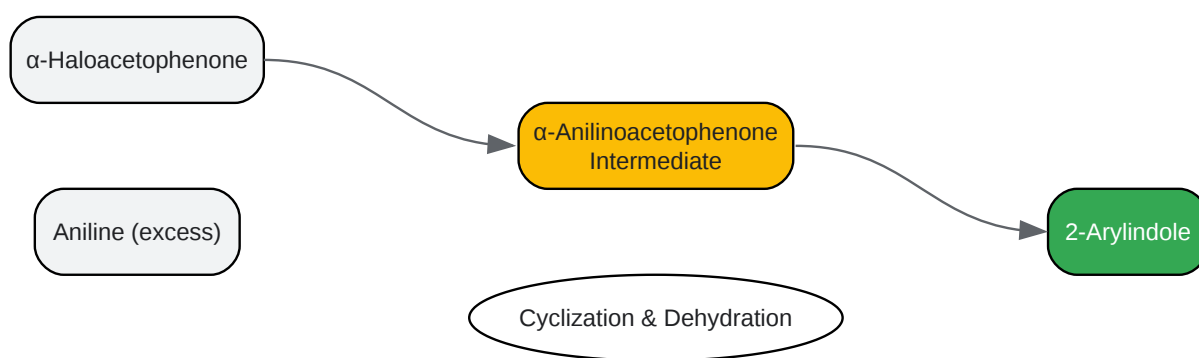 α-Haloacetophenone
α-Anilinoacetophenone
Intermediate
Aniline (excess)
2-Arylindole
Cyclization & Dehydration